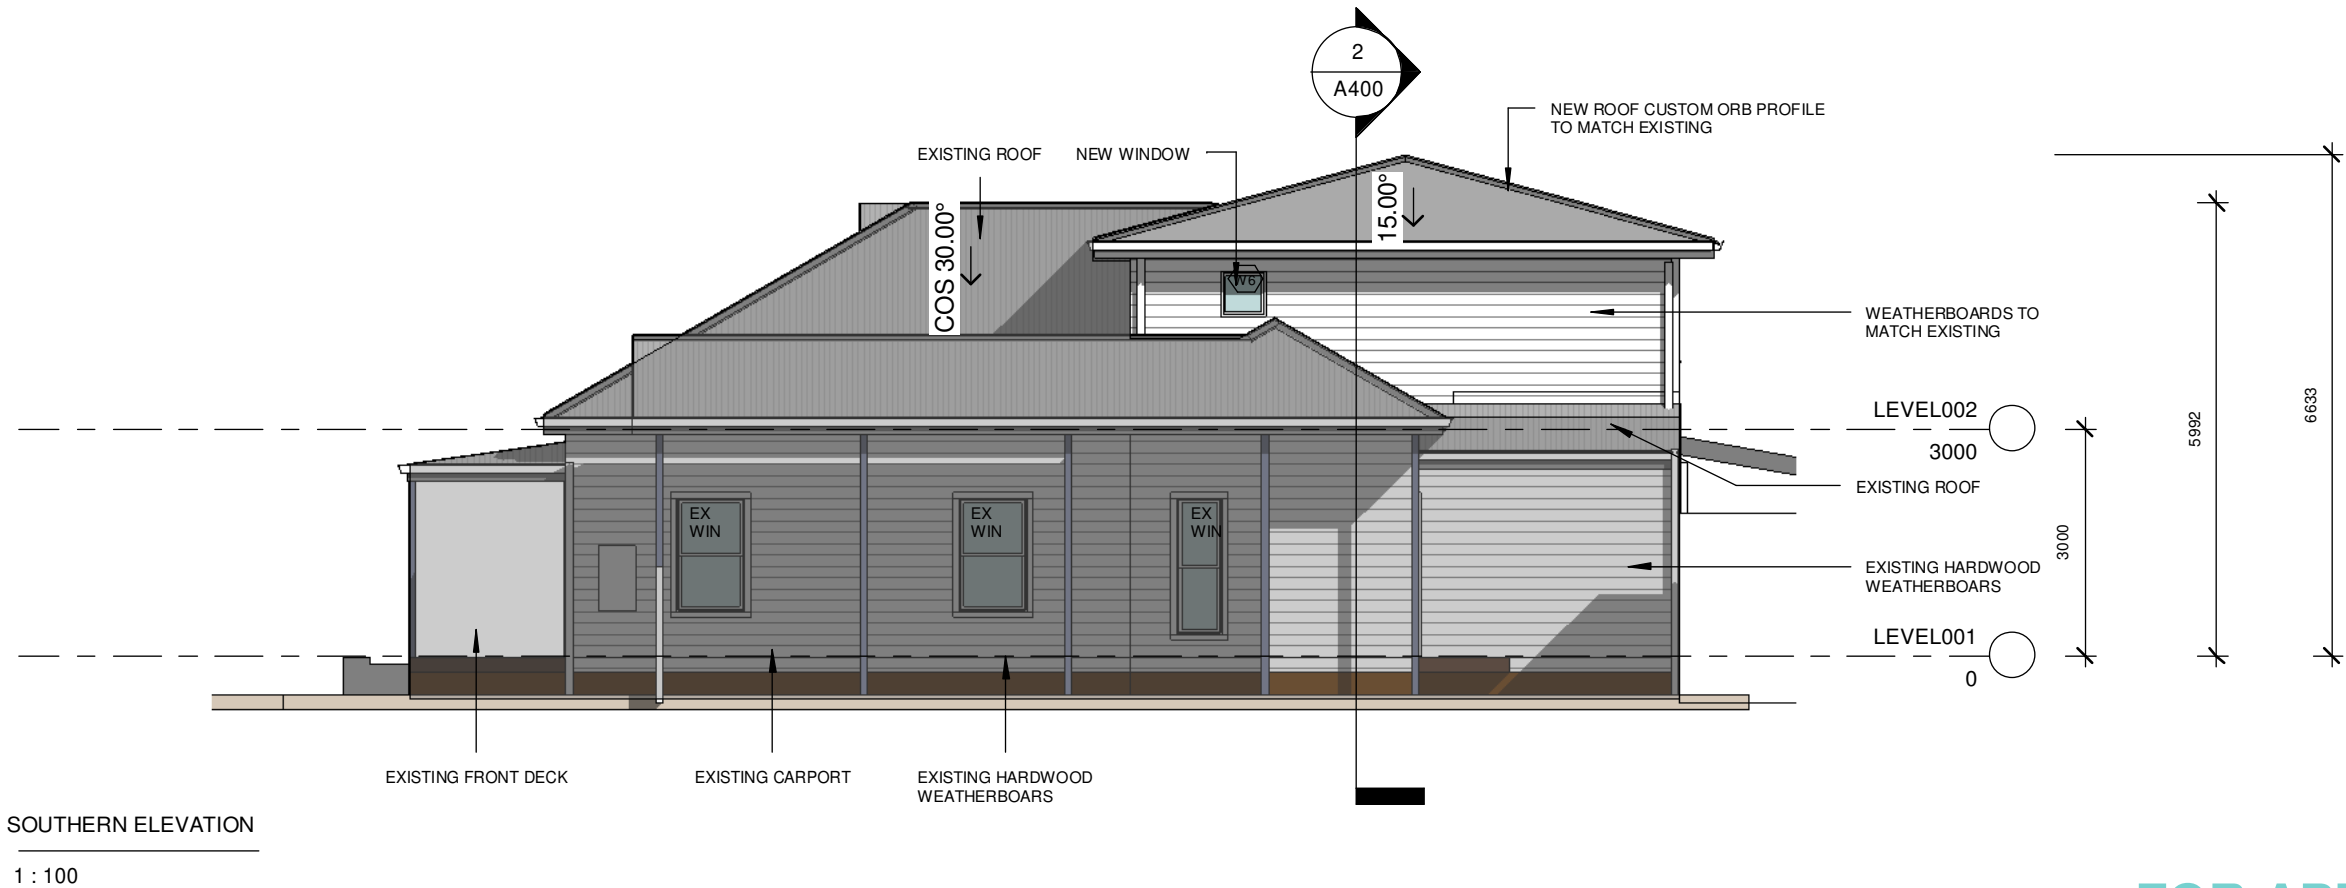 2
A400
NEW ROOF CUSTOM ORB PROFILE
TO MATCH EXISTING
EXISTING ROOF
NEW WINDOW
COS 30.00°
15.00°
W6
WEATHERBOARDS TO
MATCH EXISTING
LEVEL002
3000
EXISTING ROOF
EX
WIN
EX
WIN
EX
WIN
EXISTING HARDWOOD
WEATHERBOARS
LEVEL001
0
3000
5992
6633
EXISTING FRONT DECK
EXISTING CARPORT
EXISTING HARDWOOD
WEATHERBOARS
SOUTHERN ELEVATION
1 : 100